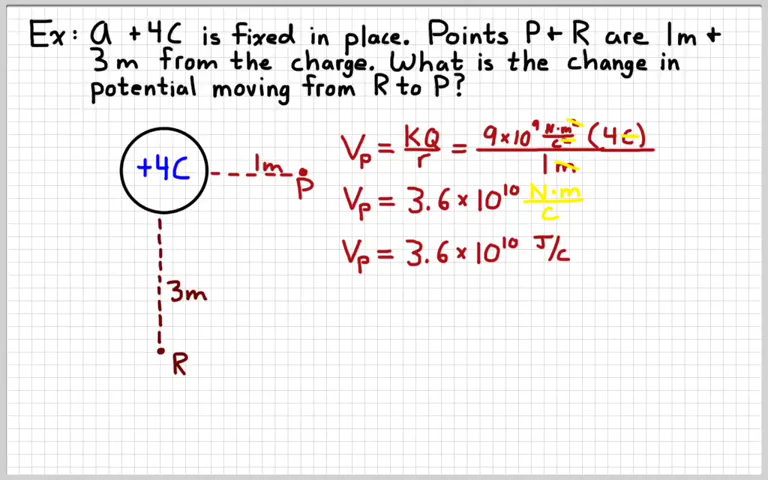 Ex: a +4C is fixed in place. Points P + R are 1m +
3m from the charge. What is the change in
potential moving from R to P?
+4C
1m
P
3m
R
Vₚ = KQ/r = 9×10⁹ N·m²/C² (4C) / 1m
Vₚ = 3.6 × 10¹⁰ N·m/C
Vₚ = 3.6 × 10¹⁰ J/C